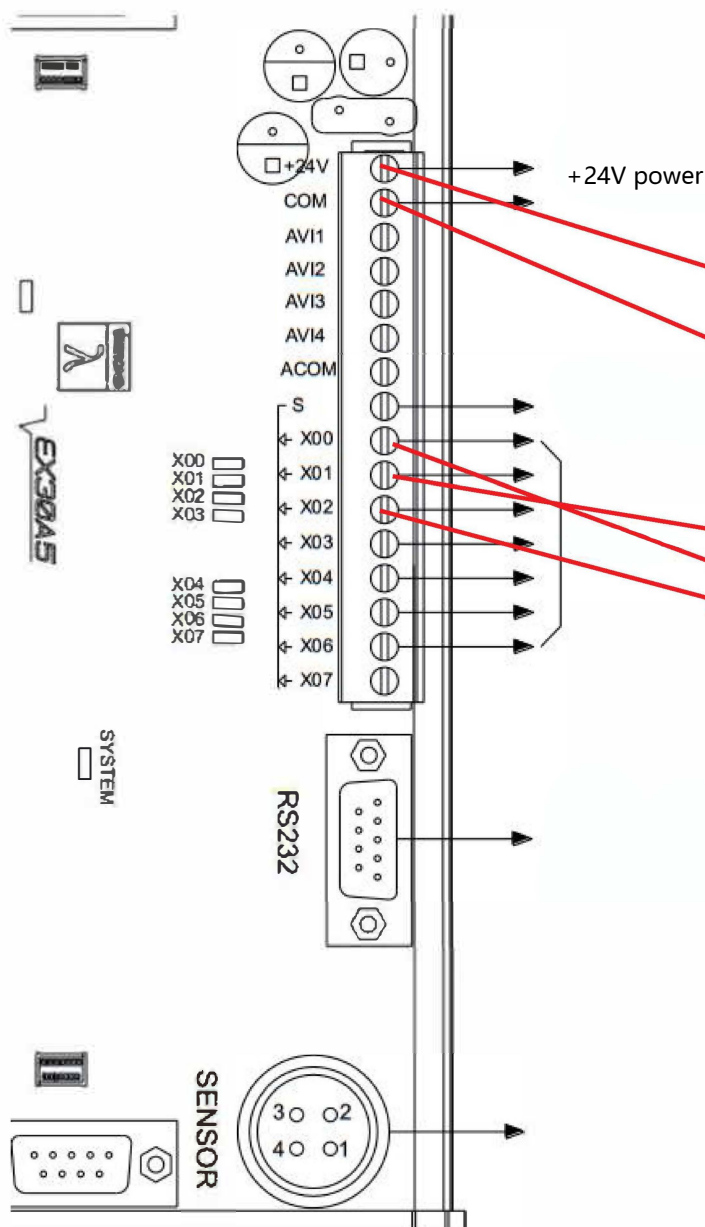 +24V
+24V power
COM
AVI1
AVI2
AVI3
AVI4
ACOM
S
X00
X01
X02
X03
X04
X05
X06
X07
X00
X01
X02
X03
X04
X05
X06
X07
EX30A5
SYSTEM
RS232
SENSOR
3 2
4 1